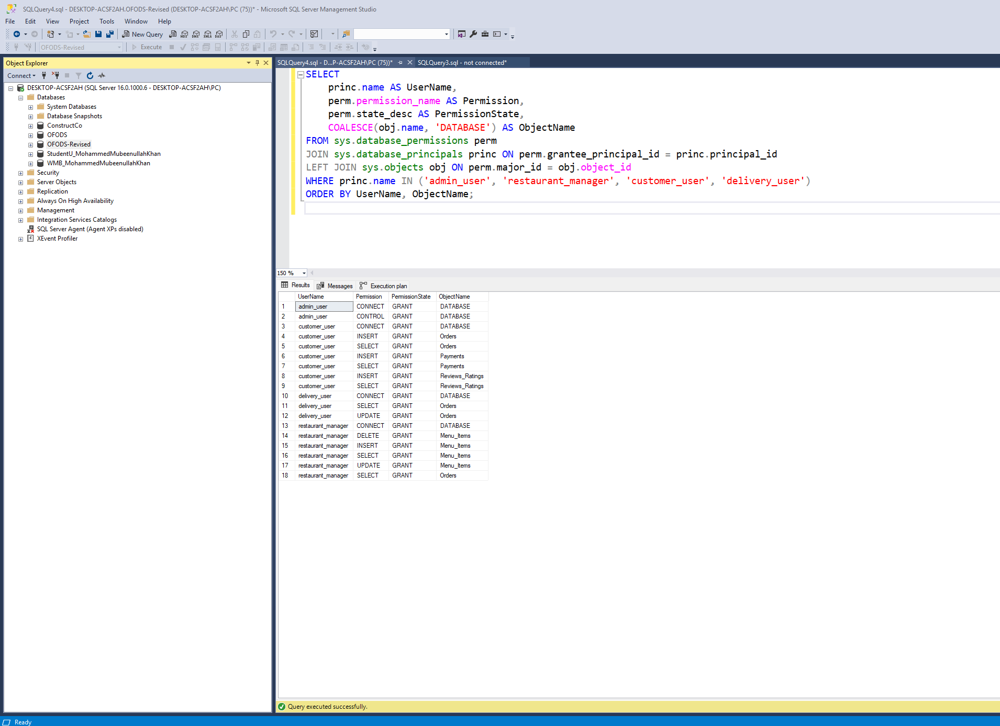 SQLQuery4.sql - DESKTOP-ACSF2AH.OFODS-Revised (DESKTOP-ACSF2AH\PC (75))* - Microsoft SQL Server Management Studio
File Edit View Project Tools Window Help
New Query MDX DMX XMLA DAX
OFODS-Revised Execute
Object Explorer
Connect
DESKTOP-ACSF2AH (SQL Server 16.0.1000.6 - DESKTOP-ACSF2AH\PC)
Databases
System Databases
Database Snapshots
ConstructCo
OFODS
OFODS-Revised
StudentU_MohammedMubeenullahKhan
WMB_MohammedMubeenullahKhan
Security
Server Objects
Replication
Always On High Availability
Management
Integration Services Catalogs
SQL Server Agent (Agent XPs disabled)
XEvent Profiler
SQLQuery4.sql - D...P-ACSF2AH\PC (75))* SQLQuery3.sql - not connected*
SELECT
princ.name AS UserName,
perm.permission_name AS Permission,
perm.state_desc AS PermissionState,
COALESCE(obj.name, 'DATABASE') AS ObjectName
FROM sys.database_permissions perm
JOIN sys.database_principals princ ON perm.grantee_principal_id = princ.principal_id
LEFT JOIN sys.objects obj ON perm.major_id = obj.object_id
WHERE princ.name IN ('admin_user', 'restaurant_manager', 'customer_user', 'delivery_user')
ORDER BY UserName, ObjectName;
150 %
Results Messages Execution plan
UserName Permission PermissionState ObjectName
1 admin_user CONNECT GRANT DATABASE
2 admin_user CONTROL GRANT DATABASE
3 customer_user CONNECT GRANT DATABASE
4 customer_user INSERT GRANT Orders
5 customer_user SELECT GRANT Orders
6 customer_user INSERT GRANT Payments
7 customer_user SELECT GRANT Payments
8 customer_user INSERT GRANT Reviews_Ratings
9 customer_user SELECT GRANT Reviews_Ratings
10 delivery_user CONNECT GRANT DATABASE
11 delivery_user SELECT GRANT Orders
12 delivery_user UPDATE GRANT Orders
13 restaurant_manager CONNECT GRANT DATABASE
14 restaurant_manager DELETE GRANT Menu_Items
15 restaurant_manager INSERT GRANT Menu_Items
16 restaurant_manager SELECT GRANT Menu_Items
17 restaurant_manager UPDATE GRANT Menu_Items
18 restaurant_manager SELECT GRANT Orders
Query executed successfully.
Ready